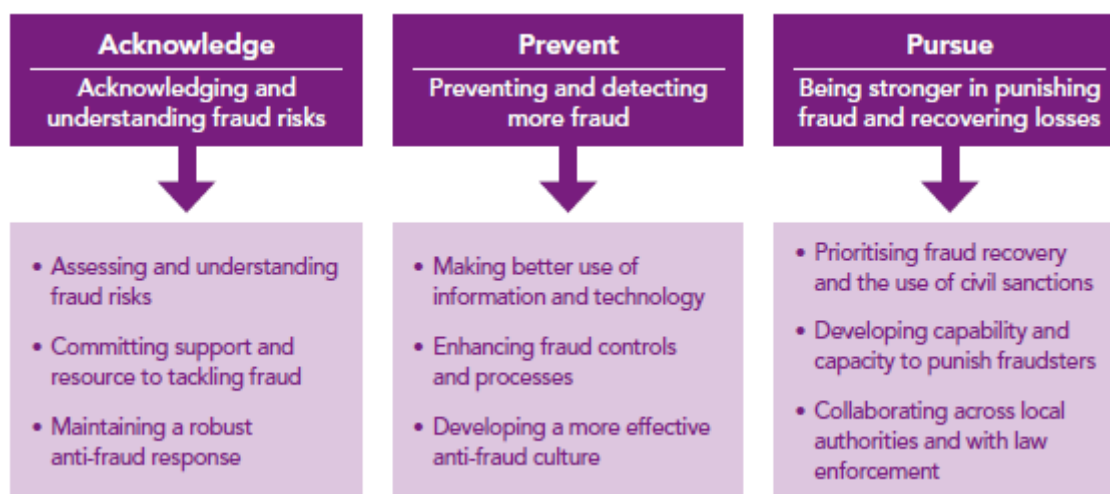 Acknowledge
Acknowledging and
understanding fraud risks
• Assessing and understanding
fraud risks
• Committing support and
resource to tackling fraud
• Maintaining a robust
anti-fraud response
Prevent
Preventing and detecting
more fraud
• Making better use of
information and technology
• Enhancing fraud controls
and processes
• Developing a more effective
anti-fraud culture
Pursue
Being stronger in punishing
fraud and recovering losses
• Prioritising fraud recovery
and the use of civil sanctions
• Developing capability and
capacity to punish fraudsters
• Collaborating across local
authorities and with law
enforcement